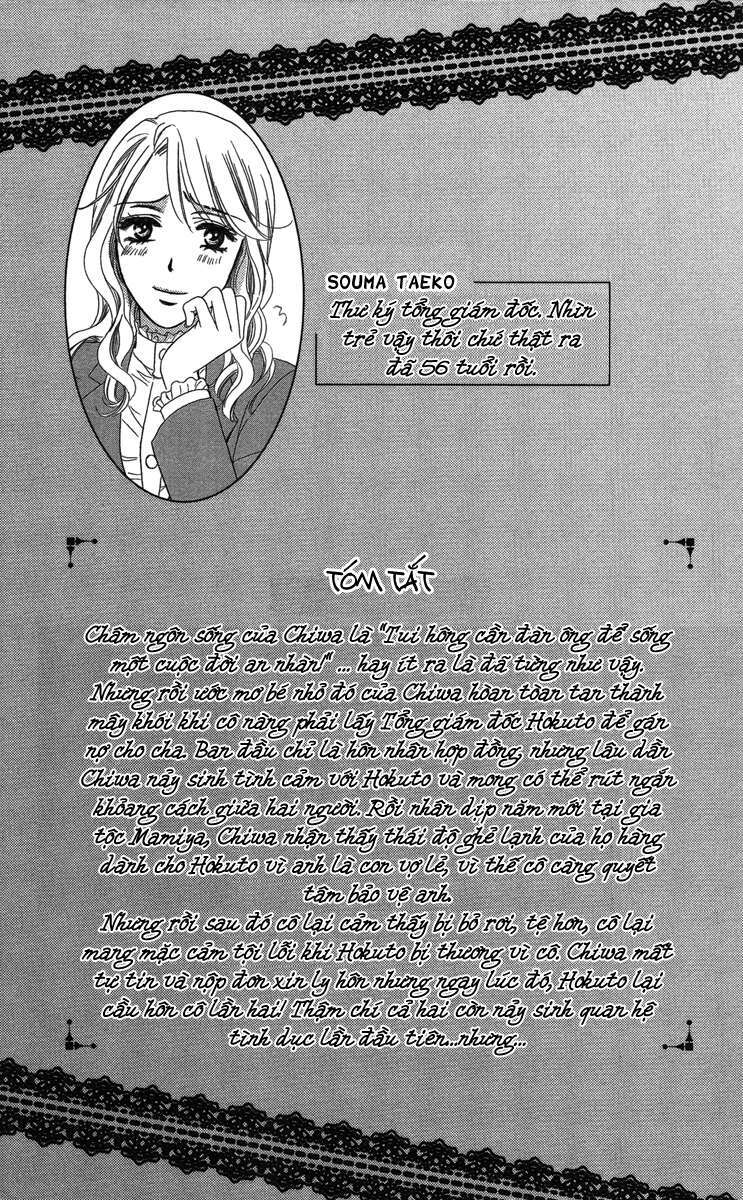 SOUMA TAEKO
Thư ký tổng giám đốc. Nhìn
trẻ vậy thôi chứ thật ra
đã 56 tuổi rồi.
TÓM TẮT
Châm ngôn sống của Chiwa là "Tui hông cần đàn ông để sống
một cuộc đời an nhàn!" ... hay ít ra là đã từng như vậy.
Nhưng rồi ước mơ bé nhỏ đó của Chiwa hòan tòan tan thành
mây khói khi cô nàng phải lấy Tổng giám đốc Hokuto để gán
nợ cho cha. Ban đầu chỉ là hôn nhân hợp đồng, nhưng lâu dần
Chiwa nảy sinh tình cảm với Hokuto và mong có thể rút ngắn
khỏang cách giữa hai người. Rồi nhân dịp năm mới tại gia
tộc Mamiya, Chiwa nhận thấy thái độ ghẻ lạnh của họ hàng
dành cho Hokuto vì anh là con vợ lẻ, vì thế cô càng quyết
tâm bảo vệ anh.
Nhưng rồi sau đó cô lại cảm thấy bị bỏ rơi, tệ hơn, cô lại
mang mặc cảm tội lỗi khi Hokuto bị thương vì cô. Chiwa mất
tự tin và nộp đơn xin ly hôn nhưng ngay lúc đó, Hokuto lại
cầu hôn cô lần hai! Thậm chí cả hai còn nảy sinh quan hệ
tình dục lần đầu tiên...nhưng...